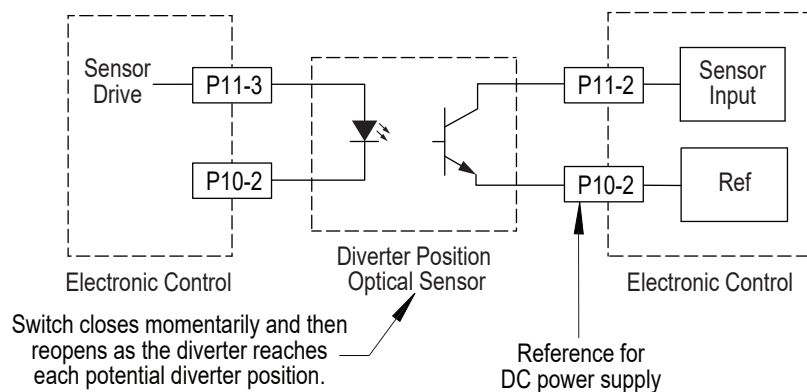 Sensor
Drive
P11-3
P10-2
Electronic Control
Diverter Position
Optical Sensor
P11-2
P10-2
Sensor
Input
Ref
Electronic Control
Switch closes momentarily and then
reopens as the diverter reaches
each potential diverter position.
Reference for
DC power supply